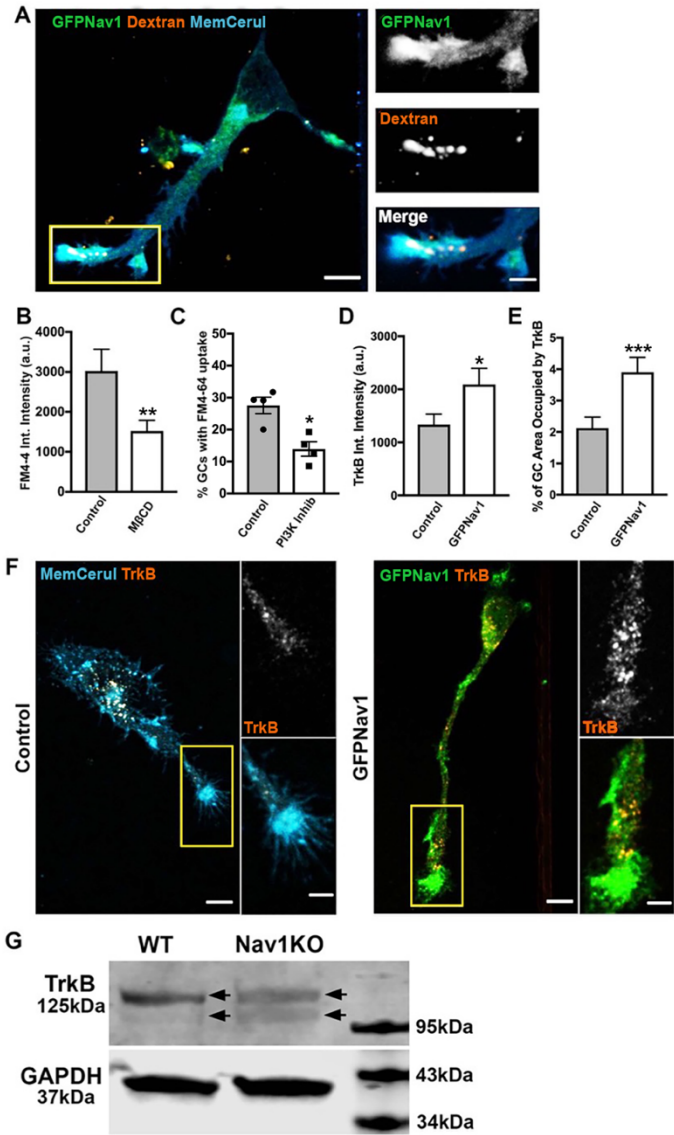 A
GFPNav1 Dextran MemCerul
GFPNav1
Dextran
Merge
B
FM4-4 Int. Intensity (a.u.)
4000
3000
2000
1000
0
**
Control
MβCD
C
% GCs with FM4-64 uptake
50
40
30
20
10
0
*
Control
PI3K Inhib
D
TrkB Int. Intensity (a.u.)
3000
2000
1000
0
*
Control
GFPNav1
E
% of GC Area Occupied by TrkB
6
5
4
3
2
1
0
***
Control
GFPNav1
F
Control
MemCerul TrkB
TrkB
GFPNav1
GFPNav1 TrkB
TrkB
G
WT Nav1KO
TrkB
125kDa
95kDa
GAPDH
37kDa
43kDa
34kDa